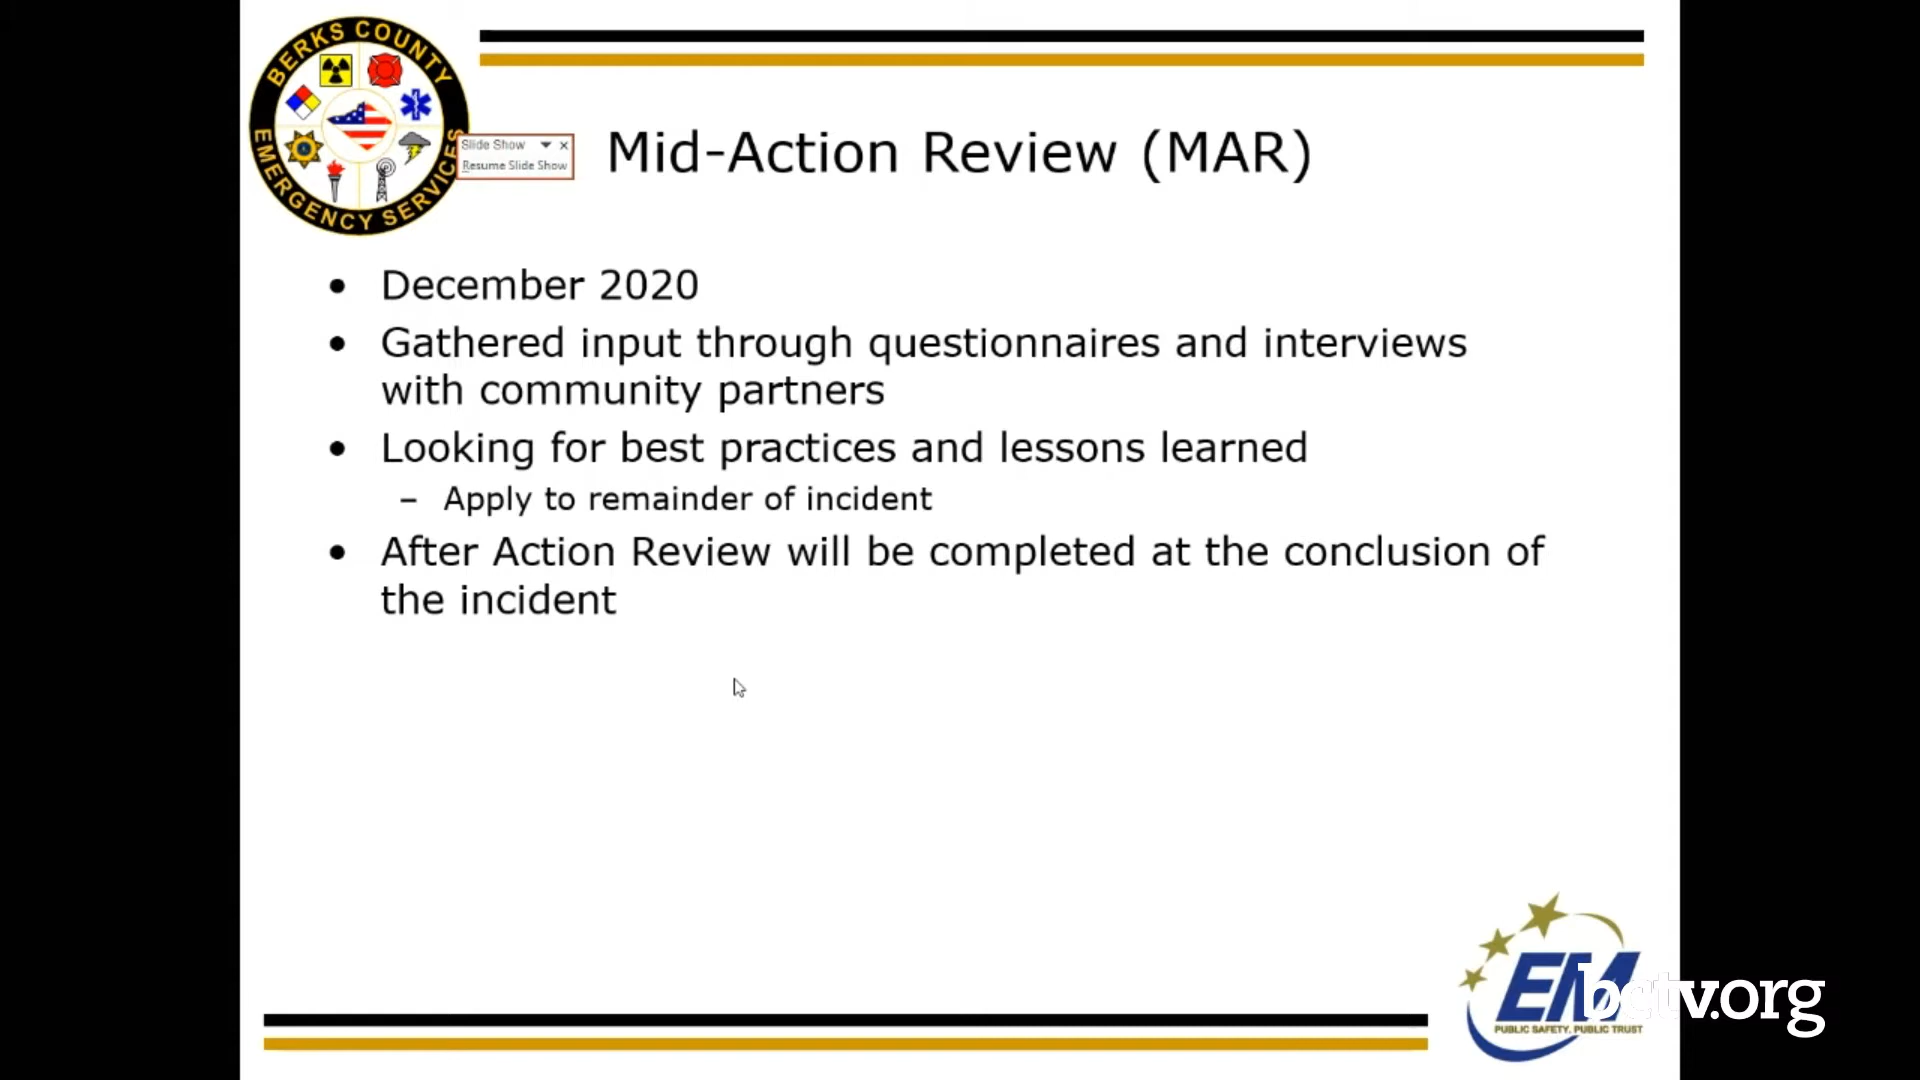 BERKS COUNTY
EMERGENCY SERVICES
Slide Show
Resume Slide Show
Mid-Action Review (MAR)
• December 2020
• Gathered input through questionnaires and interviews
with community partners
• Looking for best practices and lessons learned
– Apply to remainder of incident
• After Action Review will be completed at the conclusion of
the incident
EM
bctv.org
PUBLIC SAFETY. PUBLIC TRUST